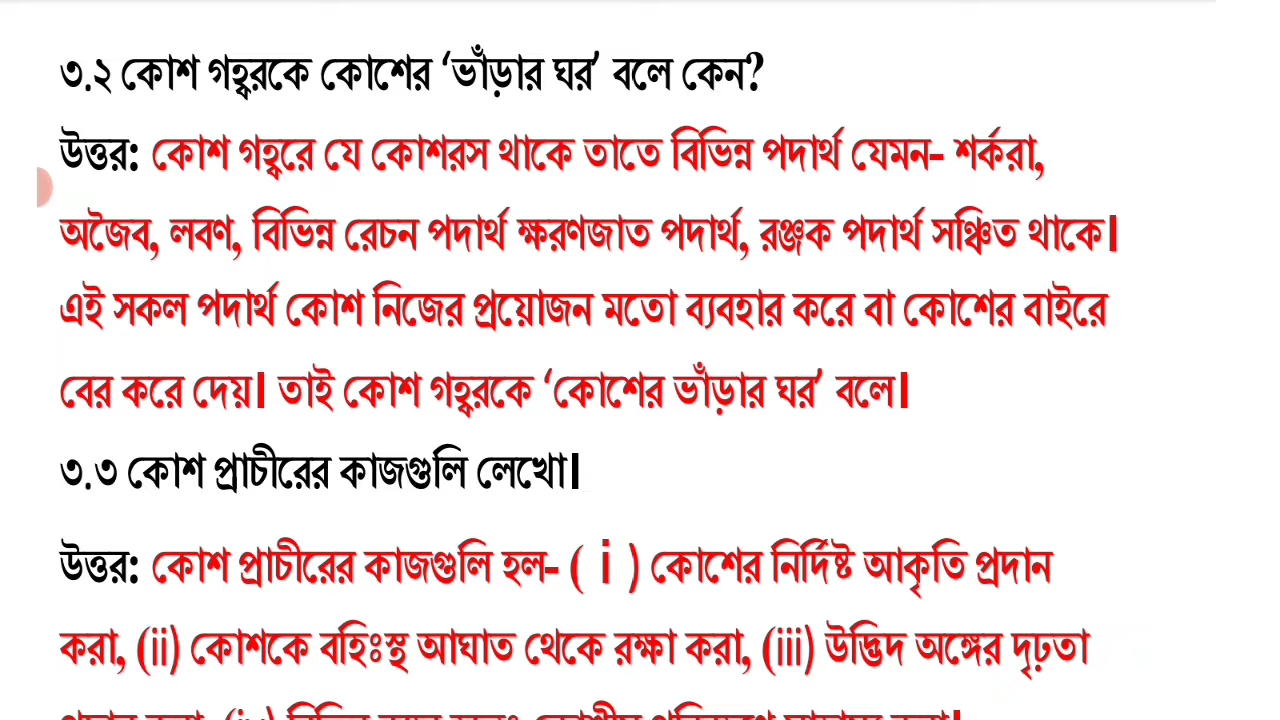 ৩.২ কোশ গহ্বরকে কোশের ‘ভাঁড়ার ঘর’ বলে কেন?
উত্তর: কোশ গহ্বরে যে কোশরস থাকে তাতে বিভিন্ন পদার্থ যেমন- শর্করা,
অজৈব, লবণ, বিভিন্ন রেচন পদার্থ ক্ষরণজাত পদার্থ, রঞ্জক পদার্থ সঞ্চিত থাকে।
এই সকল পদার্থ কোশ নিজের প্রয়োজন মতো ব্যবহার করে বা কোশের বাইরে
বের করে দেয়। তাই কোশ গহ্বরকে ‘কোশের ভাঁড়ার ঘর’ বলে।
৩.৩ কোশ প্রাচীরের কাজগুলি লেখো।
উত্তর: কোশ প্রাচীরের কাজগুলি হল- ( i ) কোশের নির্দিষ্ট আকৃতি প্রদান
করা, (ii) কোশকে বহিঃস্থ আঘাত থেকে রক্ষা করা, (iii) উদ্ভিদ অঙ্গের দৃঢ়তা